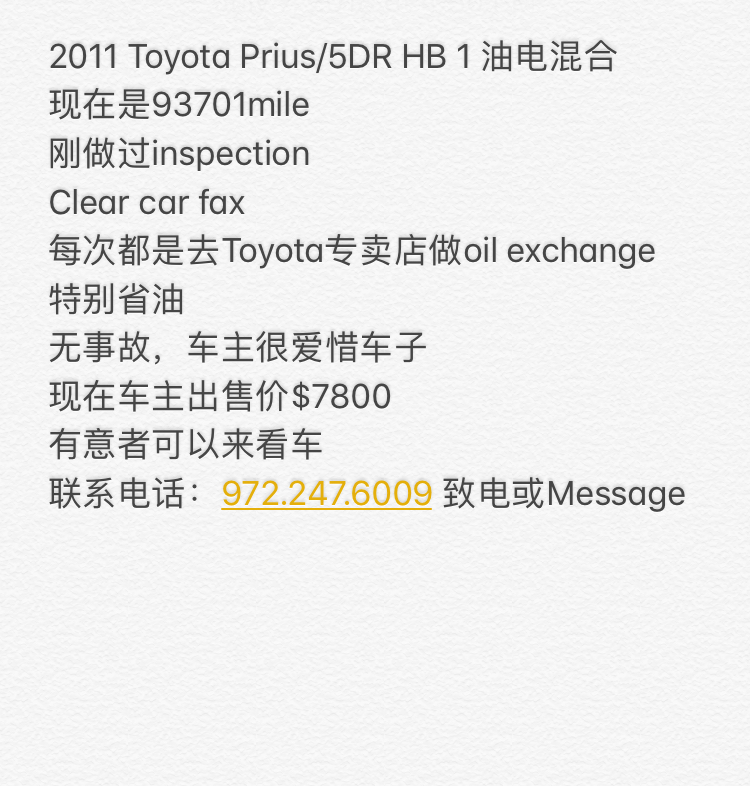 2011 Toyota Prius/5DR HB 1 油电混合
现在是93701mile
刚做过inspection
Clear car fax
每次都是去Toyota专卖店做oil exchange
特别省油
无事故，车主很爱惜车子
现在车主出售价$7800
有意者可以来看车
联系电话：972.247.6009 致电或Message